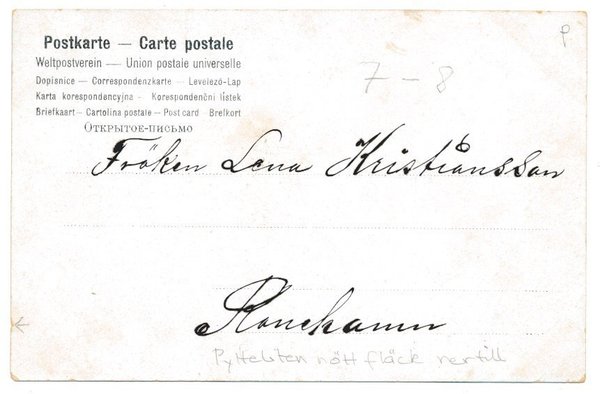 Postkarte — Carte postale
Weltpostverein — Union postale universelle
Dopisnice — Correspondenzkarte — Levelező-Lap
Karta korespondencyjna - Korespondenční lístek
Briefkaart — Cartolina postale — Post card - Brefkort
ОТКРЫТОЕ-ПИСЬМО
P
7-8
Fröken Lena Kristiansson
Ronehamn
nött fläck nertill